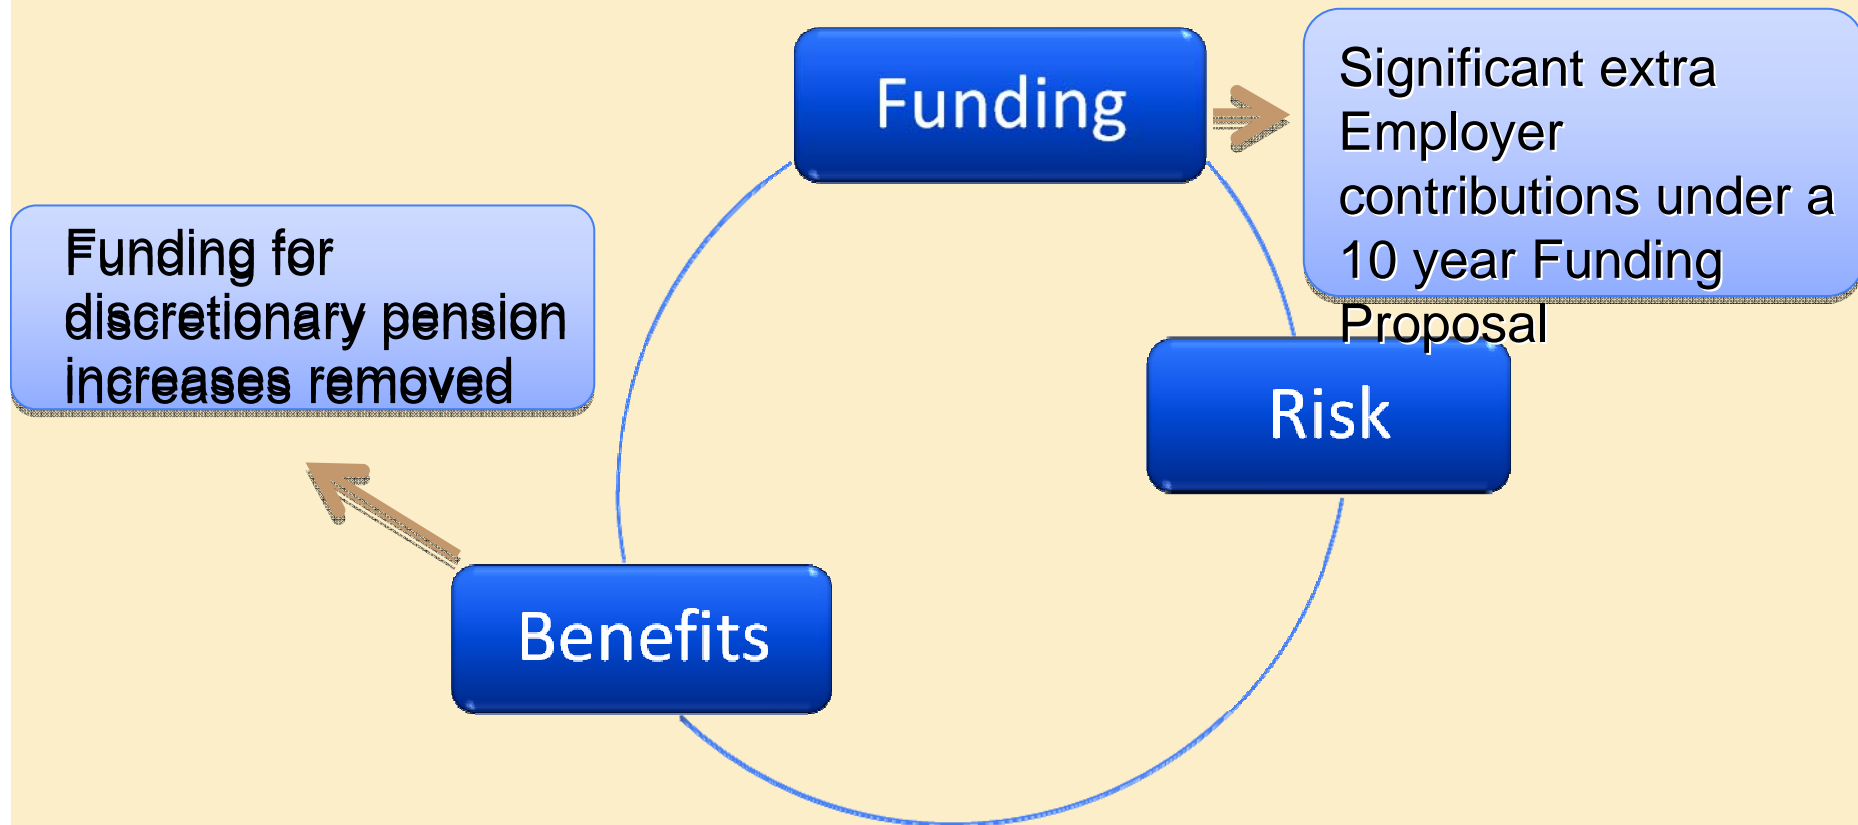 Funding
Significant extra
Employer
contributions under a
10 year Funding
Proposal
Funding for
discretionary pension
increases removed
Risk
Benefits